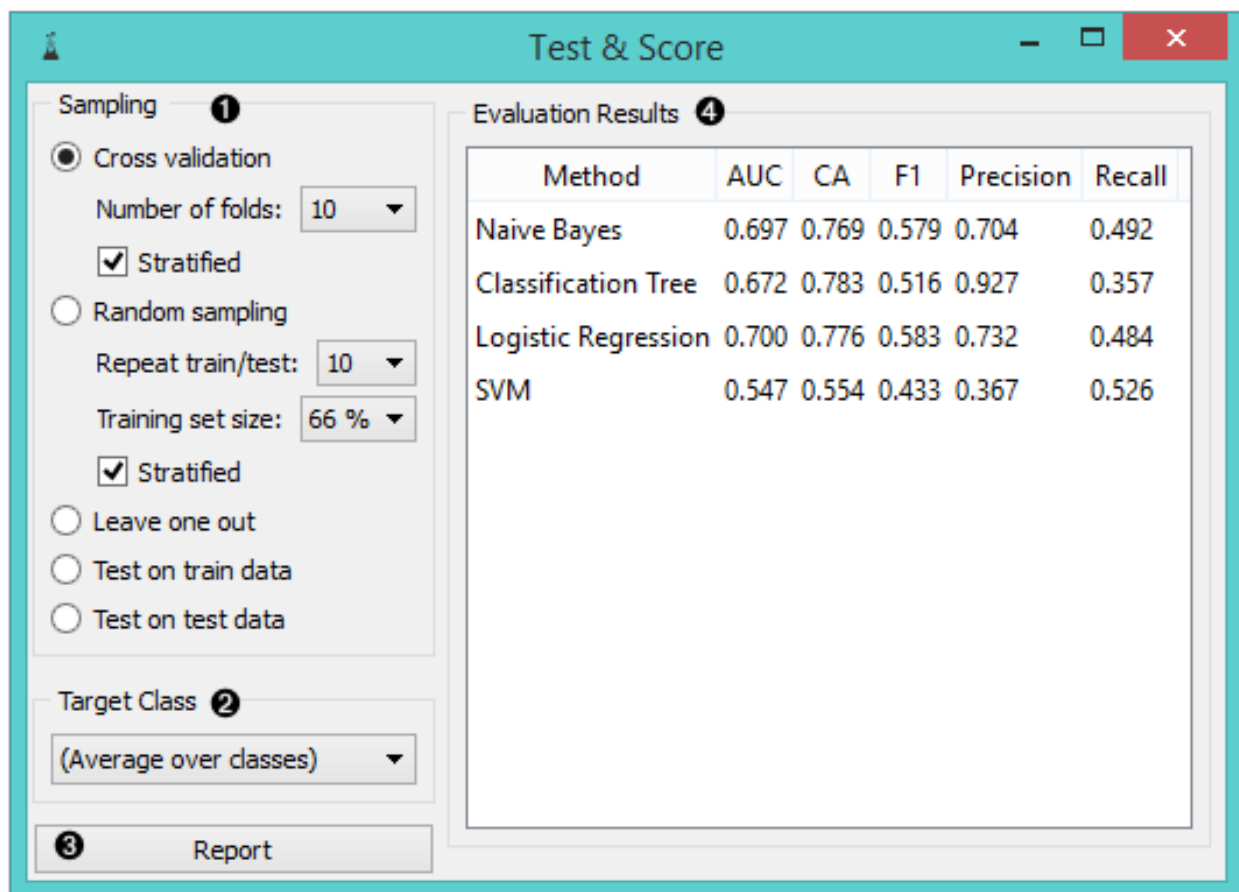 Test & Score
Sampling ❶
Cross validation
Number of folds: 10
Stratified
Random sampling
Repeat train/test: 10
Training set size: 66 %
Stratified
Leave one out
Test on train data
Test on test data
Target Class ❷
(Average over classes)
❸ Report
Evaluation Results ❹
Method AUC CA F1 Precision Recall
Naive Bayes 0.697 0.769 0.579 0.704 0.492
Classification Tree 0.672 0.783 0.516 0.927 0.357
Logistic Regression 0.700 0.776 0.583 0.732 0.484
SVM 0.547 0.554 0.433 0.367 0.526